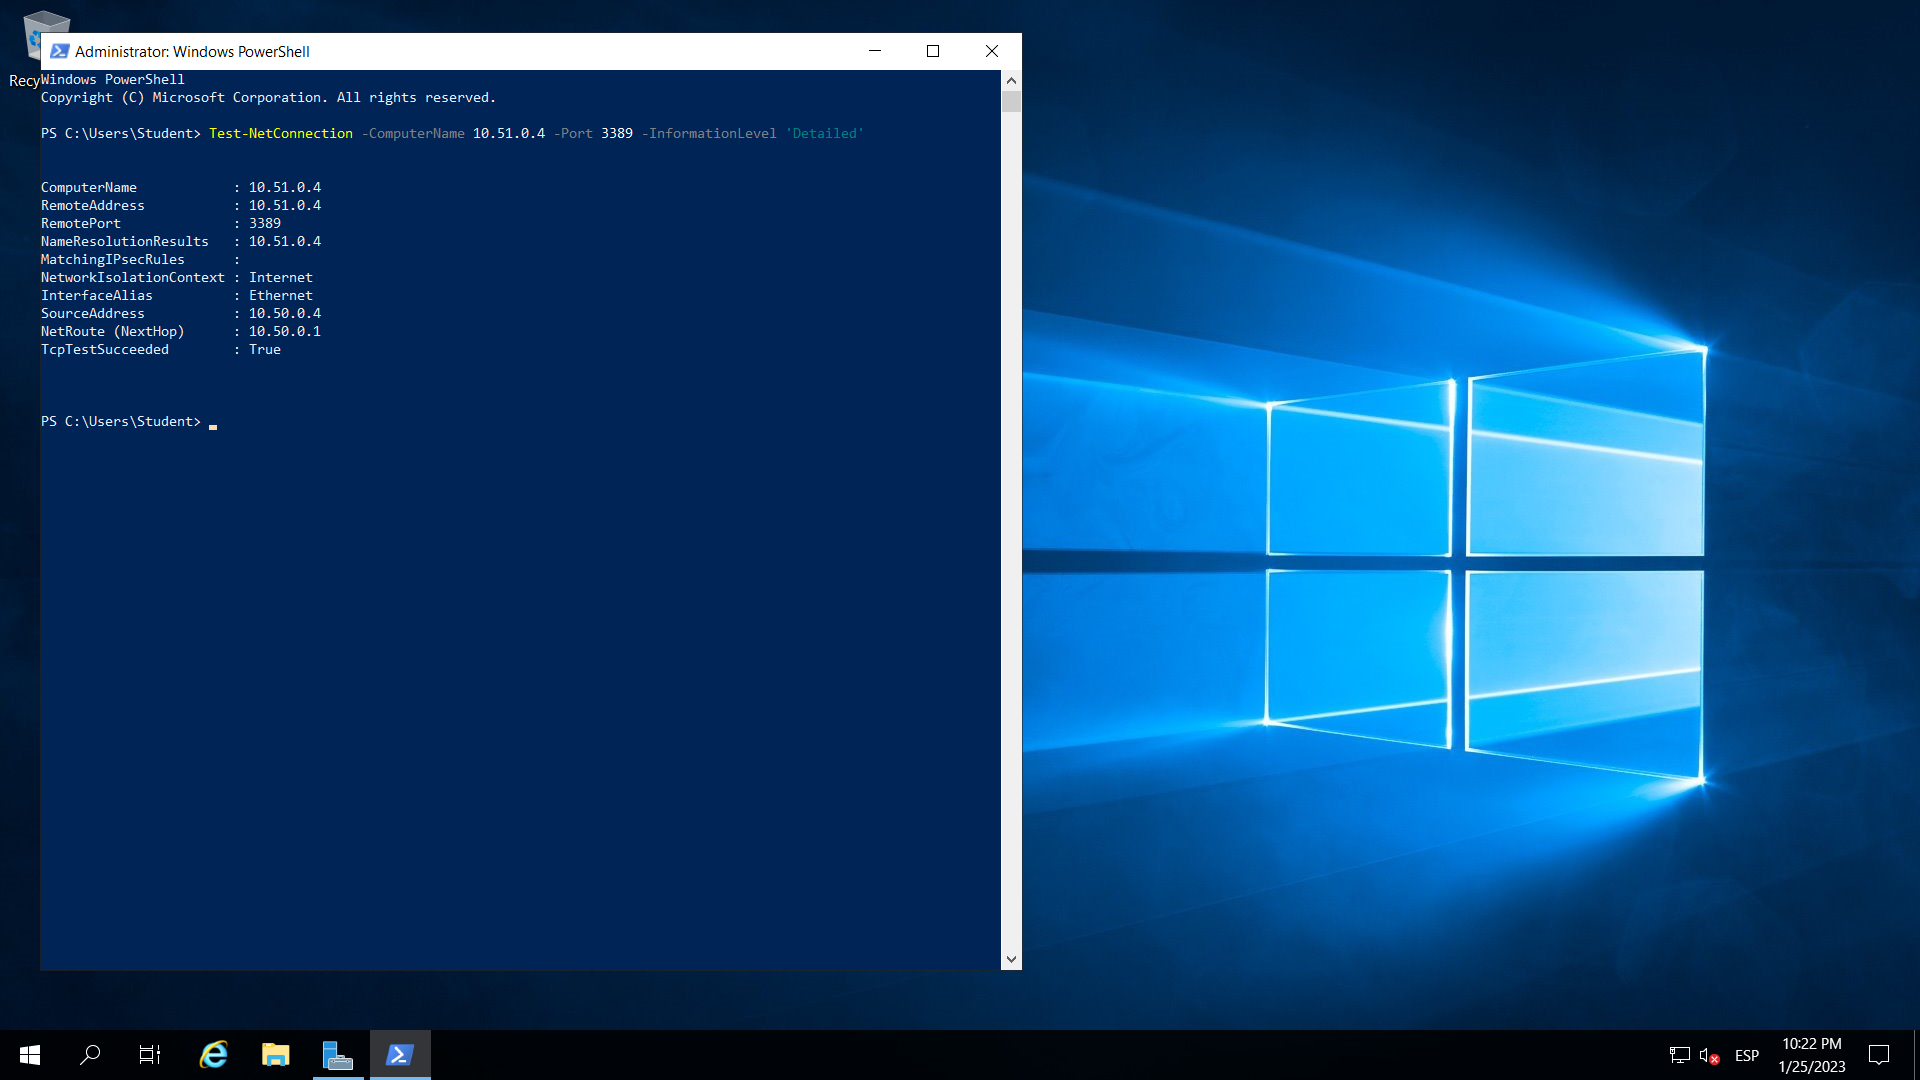 Administrator: Windows PowerShell
Recy
Windows PowerShell
Copyright (C) Microsoft Corporation. All rights reserved.
PS C:\Users\Student> Test-NetConnection -ComputerName 10.51.0.4 -Port 3389 -InformationLevel 'Detailed'
ComputerName : 10.51.0.4
RemoteAddress : 10.51.0.4
RemotePort : 3389
NameResolutionResults : 10.51.0.4
MatchingIPsecRules :
NetworkIsolationContext : Internet
InterfaceAlias : Ethernet
SourceAddress : 10.50.0.4
NetRoute (NextHop) : 10.50.0.1
TcpTestSucceeded : True
PS C:\Users\Student>
ESP
10:22 PM
1/25/2023